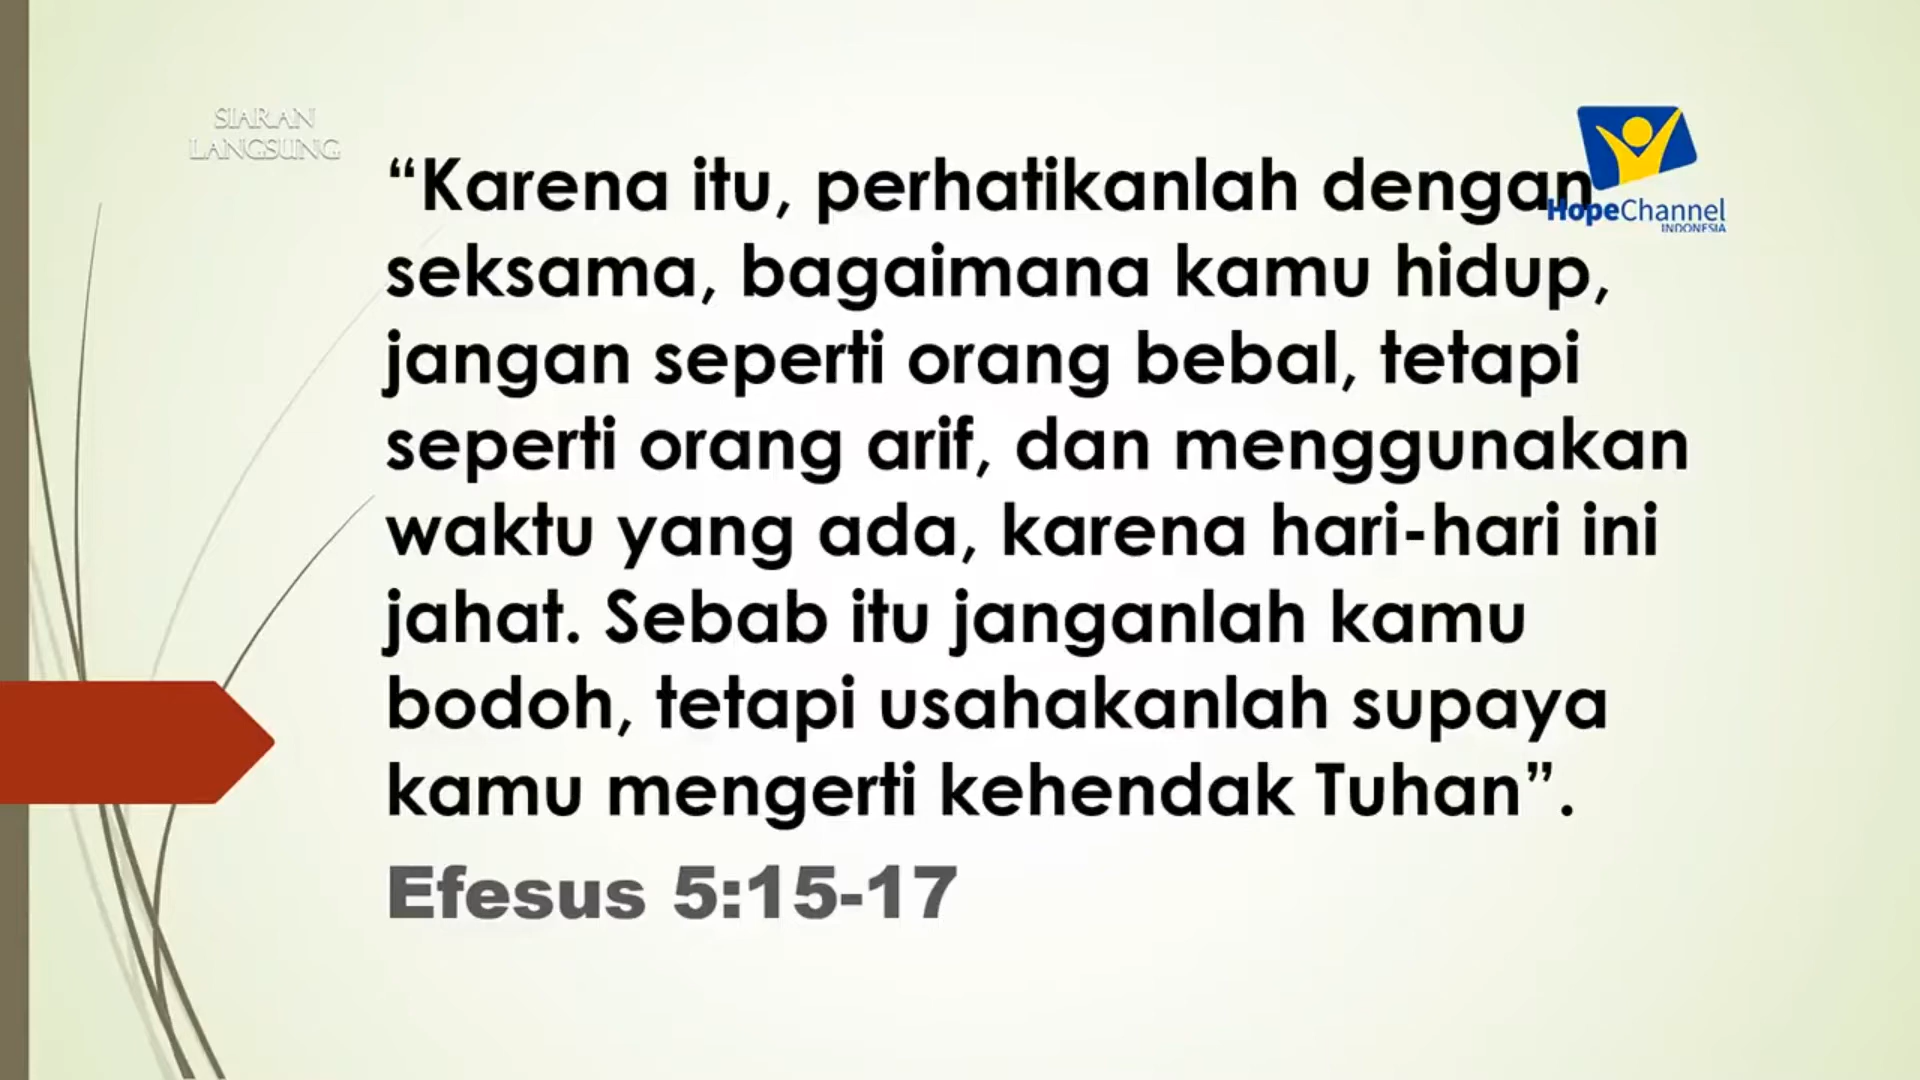 SIARAN
LANGSUNG
HopeChannel
INDONESIA
“Karena itu, perhatikanlah dengan
seksama, bagaimana kamu hidup,
jangan seperti orang bebal, tetapi
seperti orang arif, dan menggunakan
waktu yang ada, karena hari-hari ini
jahat. Sebab itu janganlah kamu
bodoh, tetapi usahakanlah supaya
kamu mengerti kehendak Tuhan”.
Efesus 5:15-17